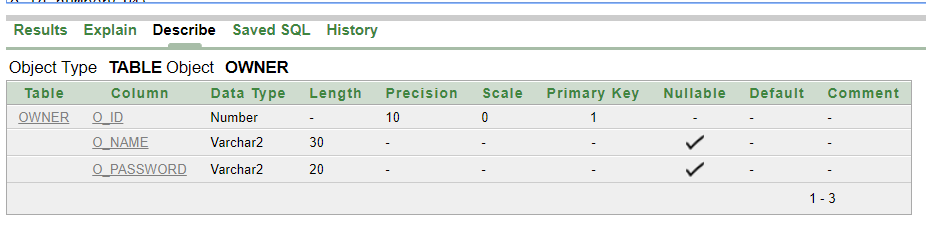 Results Explain Describe Saved SQL History
Object Type TABLE Object OWNER
Table Column Data Type Length Precision Scale Primary Key Nullable Default Comment
OWNER O_ID Number - 10 0 1 - - -
O_NAME Varchar2 30 - - - ✓ - -
O_PASSWORD Varchar2 20 - - - ✓ - -
1 - 3